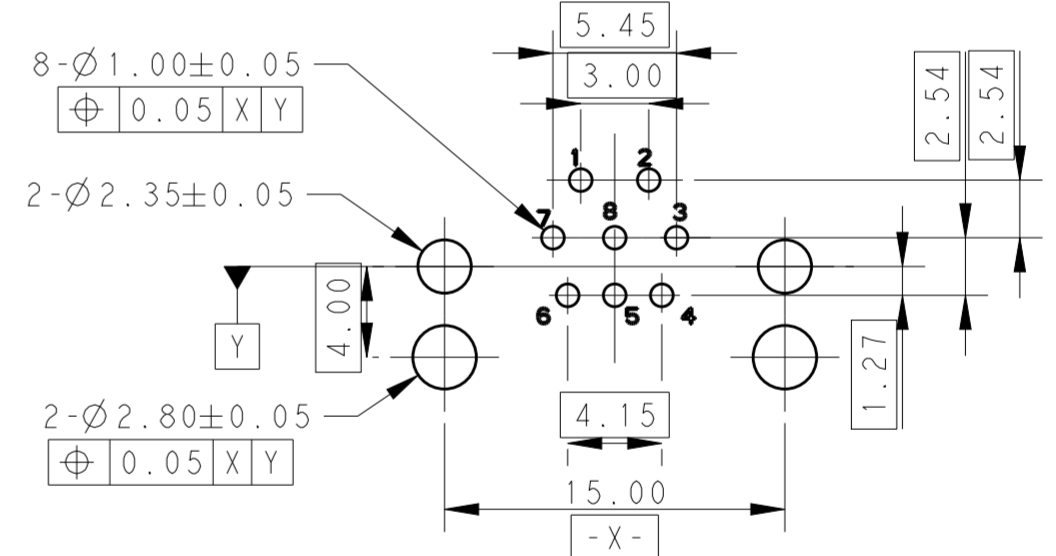 5.45
8-Ø1.00±0.05
3.00
⌖ 0.05 X Y
2.54
2.54
1 2
2-Ø2.35±0.05
7 8 3
4.00
6 5 4
Y
1.27
2-Ø2.80±0.05
4.15
⌖ 0.05 X Y
15.00
-X-